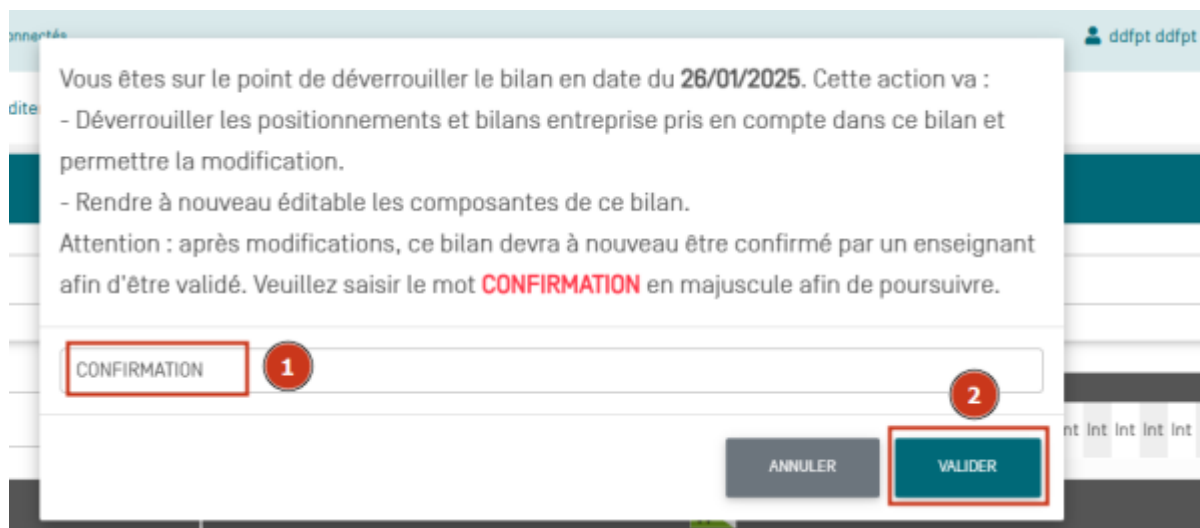 onnectés
ddfpt ddfpt
Vous êtes sur le point de déverrouiller le bilan en date du 26/01/2025. Cette action va :
- Déverrouiller les positionnements et bilans entreprise pris en compte dans ce bilan et
permettre la modification.
- Rendre à nouveau éditable les composantes de ce bilan.
Attention : après modifications, ce bilan devra à nouveau être confirmé par un enseignant
afin d'être validé. Veuillez saisir le mot CONFIRMATION en majuscule afin de poursuivre.
dite
CONFIRMATION
1
2
nt Int Int Int Int
ANNULER
VALIDER